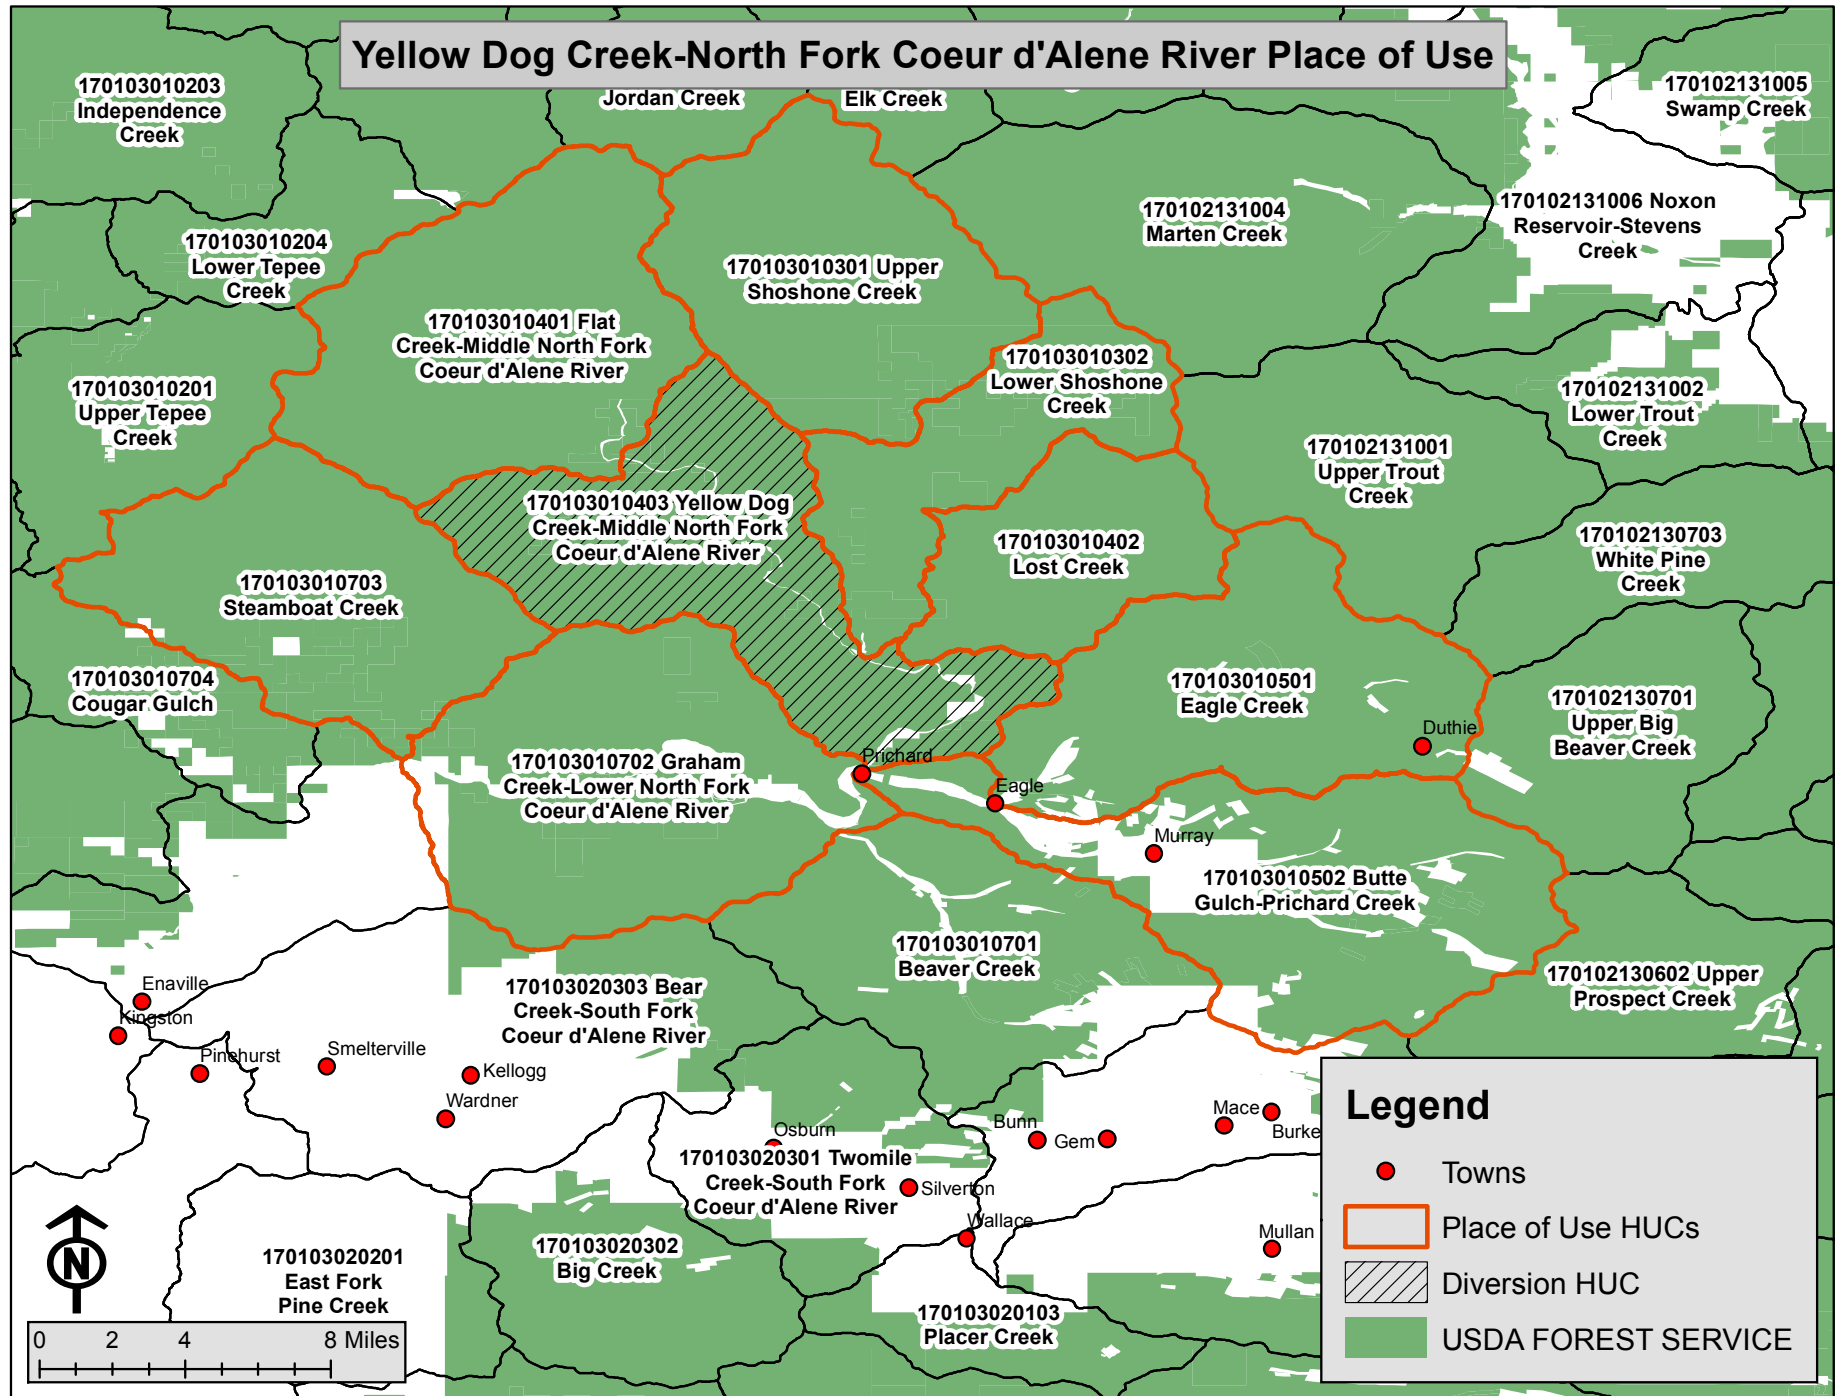 Yellow Dog Creek-North Fork Coeur d'Alene River Place of Use
170103010203
Independence
Creek
Jordan Creek
Elk Creek
170102131005
Swamp Creek
170103010204
Lower Tepee
Creek
170103010301 Upper
Shoshone Creek
170102131004
Marten Creek
170102131006 Noxon
Reservoir-Stevens
Creek
170103010401 Flat
Creek-Middle North Fork
Coeur d'Alene River
170103010302
Lower Shoshone
Creek
170103010201
Upper Tepee
Creek
170102131002
Lower Trout
Creek
170102131001
Upper Trout
Creek
170103010403 Yellow Dog
Creek-Middle North Fork
Coeur d'Alene River
170103010402
Lost Creek
170102130703
White Pine
Creek
170103010703
Steamboat Creek
170103010704
Cougar Gulch
170103010501
Eagle Creek
170102130701
Upper Big
Beaver Creek
Duthie
170103010702 Graham
Creek-Lower North Fork
Coeur d'Alene River
Prichard
Eagle
Murray
170103010502 Butte
Gulch-Prichard Creek
170103010701
Beaver Creek
170102130602 Upper
Prospect Creek
Enaville
Kingston
170103020303 Bear
Creek-South Fork
Coeur d'Alene River
Pinehurst
Smelterville
Kellogg
Wardner
Osburn
Bunn
Gem
Mace
Burke
170103020301 Twomile
Creek-South Fork
Coeur d'Alene River
Silverton
Wallace
Mullan
170103020201
East Fork
Pine Creek
170103020302
Big Creek
170103020103
Placer Creek
N
0 2 4 8 Miles
Legend
Towns
Place of Use HUCs
Diversion HUC
USDA FOREST SERVICE